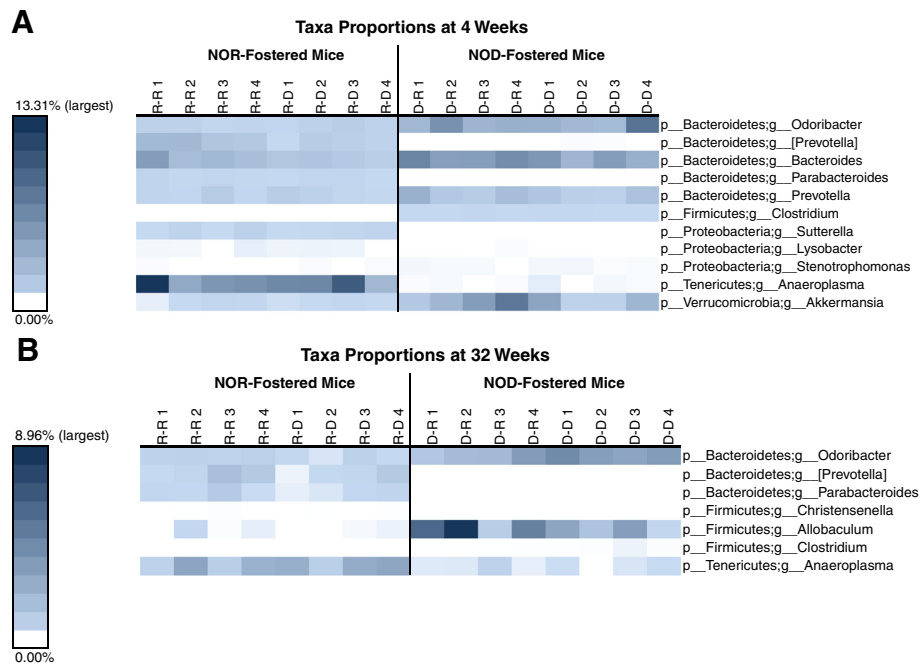 A
Taxa Proportions at 4 Weeks
NOR-Fostered Mice NOD-Fostered Mice
R-R 1 R-R 2 R-R 3 R-R 4 R-D 1 R-D 2 R-D 3 R-D 4 D-R 1 D-R 2 D-R 3 D-R 4 D-D 1 D-D 2 D-D 3 D-D 4
13.31% (largest)
p__Bacteroidetes;g__Odoribacter
p__Bacteroidetes;g__[Prevotella]
p__Bacteroidetes;g__Bacteroides
p__Bacteroidetes;g__Parabacteroides
p__Bacteroidetes;g__Prevotella
p__Firmicutes;g__Clostridium
p__Proteobacteria;g__Sutterella
p__Proteobacteria;g__Lysobacter
p__Proteobacteria;g__Stenotrophomonas
p__Tenericutes;g__Anaeroplasma
p__Verrucomicrobia;g__Akkermansia
0.00%
B
Taxa Proportions at 32 Weeks
NOR-Fostered Mice NOD-Fostered Mice
R-R 1 R-R 2 R-R 3 R-R 4 R-D 1 R-D 2 R-D 3 R-D 4 D-R 1 D-R 2 D-R 3 D-R 4 D-D 1 D-D 2 D-D 3 D-D 4
8.96% (largest)
p__Bacteroidetes;g__Odoribacter
p__Bacteroidetes;g__[Prevotella]
p__Bacteroidetes;g__Parabacteroides
p__Firmicutes;g__Christensenella
p__Firmicutes;g__Allobaculum
p__Firmicutes;g__Clostridium
p__Tenericutes;g__Anaeroplasma
0.00%